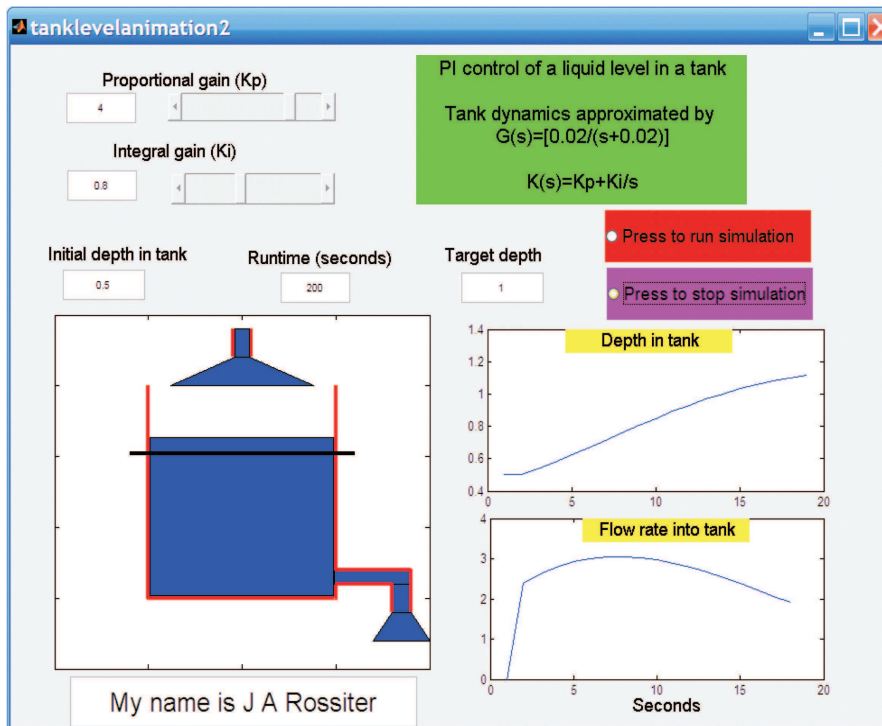 tanklevelanimation2
Proportional gain (Kp)
4
Integral gain (Ki)
0.8
PI control of a liquid level in a tank
Tank dynamics approximated by
G(s)=[0.02/(s+0.02)]
K(s)=Kp+Ki/s
Press to run simulation
Press to stop simulation
Initial depth in tank
0.5
Runtime (seconds)
200
Target depth
1
Depth in tank
1.4
1.2
1
0.8
0.6
0.4
0 5 10 15 20
Flow rate into tank
4
3
2
1
0
0 5 10 15 20
Seconds
My name is J A Rossiter